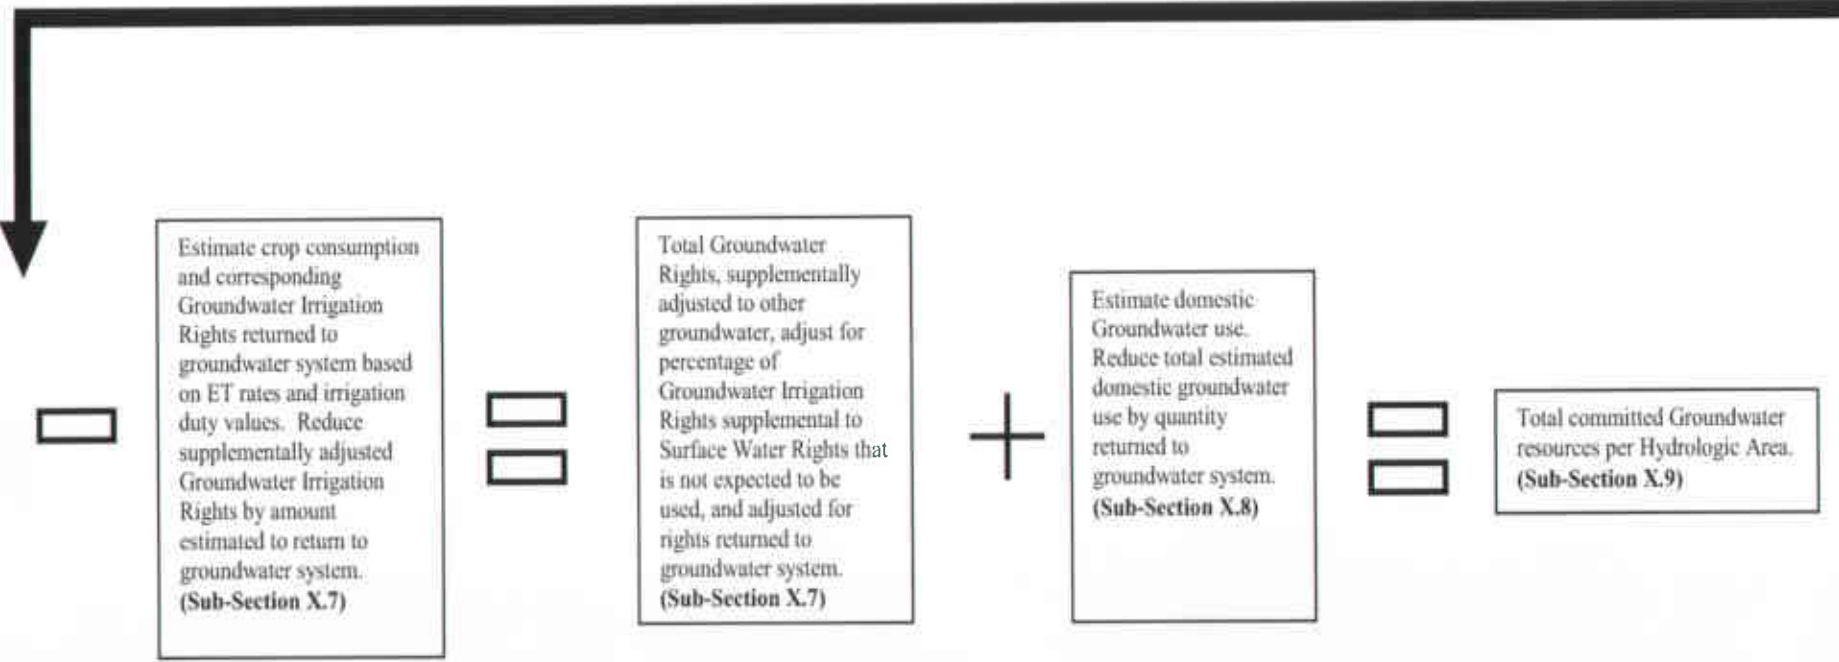 Estimate crop consumption
and corresponding
Groundwater Irrigation
Rights returned to
groundwater system based
on ET rates and irrigation
duty values.  Reduce
supplementally adjusted
Groundwater Irrigation
Rights by amount
estimated to return to
groundwater system.
(Sub-Section X.7)
Total Groundwater
Rights, supplementally
adjusted to other
groundwater, adjust for
percentage of
Groundwater Irrigation
Rights supplemental to
Surface Water Rights that
is not expected to be
used, and adjusted for
rights returned to
groundwater system.
(Sub-Section X.7)
Estimate domestic
Groundwater use.
Reduce total estimated
domestic groundwater
use by quantity
returned to
groundwater system.
(Sub-Section X.8)
Total committed Groundwater
resources per Hydrologic Area.
(Sub-Section X.9)